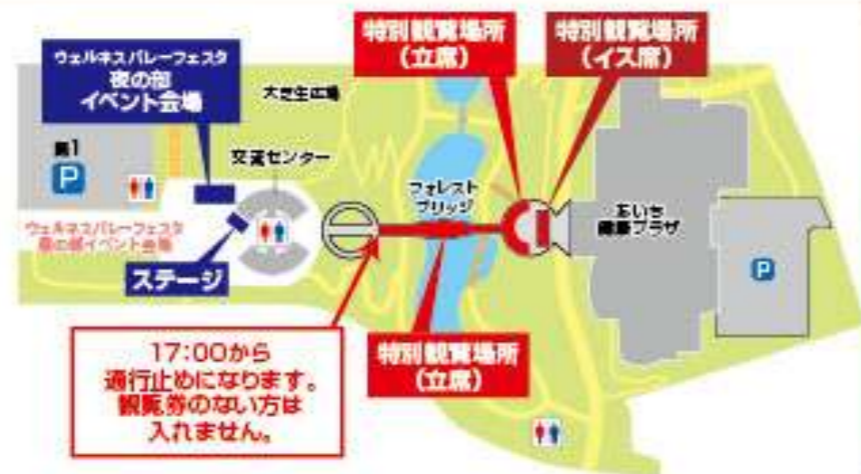 特別観覧場所
(立席)
特別観覧場所
(イス席)
ウェルネスバレーフェスタ
夜の部
イベント会場
大芝生広場
第1
P
交流センター
フォレスト
ブリッジ
あいち
健康プラザ
P
ウェルネスバレーフェスタ
昼の部イベント会場
ステージ
17:00から
通行止めになります。
観覧券のない方は
入れません。
特別観覧場所
(立席)